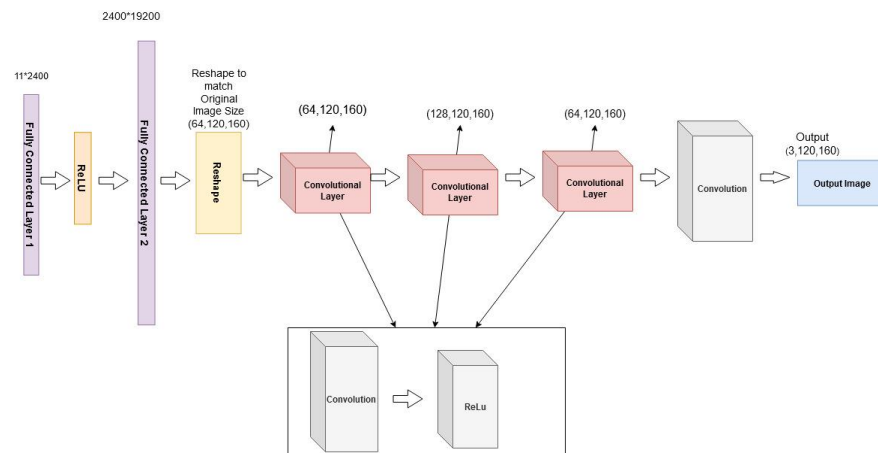 2400*19200
11*2400
Fully Connected Layer 1
ReLU
Fully Connected Layer 2
Reshape to
match
Original
Image Size
(64,120,160)
Reshape
(64,120,160)
Convolutional
Layer
(128,120,160)
Convolutional
Layer
(64,120,160)
Convolutional
Layer
Convolution
Output
(3,120,160)
Output Image
Convolution
ReLu